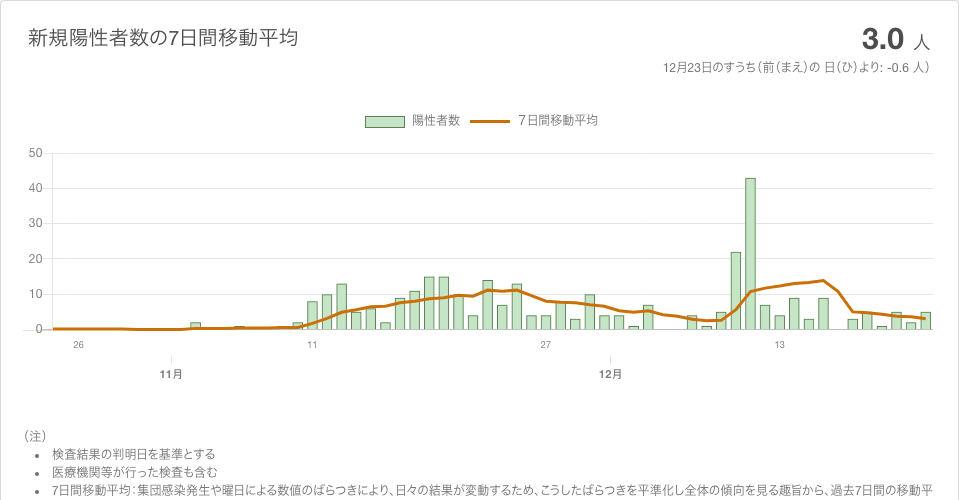 新規陽性者数の7日間移動平均
3.0 人
12月23日のすうち（前（まえ）の 日（ひ）より: -0.6 人）
陽性者数 7日間移動平均
50
40
30
20
10
0
26 11 27 13
11月 12月
（注）
• 検査結果の判明日を基準とする
• 医療機関等が行った検査も含む
• 7日間移動平均：集団感染発生や曜日による数値のばらつきにより、日々の結果が変動するため、こうしたばらつきを平準化し全体の傾向を見る趣旨から、過去7日間の移動平